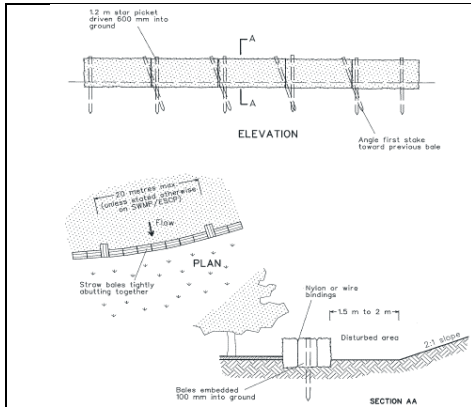 1.2 m star picket
driven 600 mm into
ground
A
A
ELEVATION
Angle first stake
toward previous bale
20 metres max.
(unless stated otherwise
on SWMP/ESCP)
Flow
PLAN
Straw bales tightly
abutting together
Nylon or wire
bindings
1.5 m to 2 m
Disturbed area
2:1 slope
Bales embedded
100 mm into ground
SECTION AA